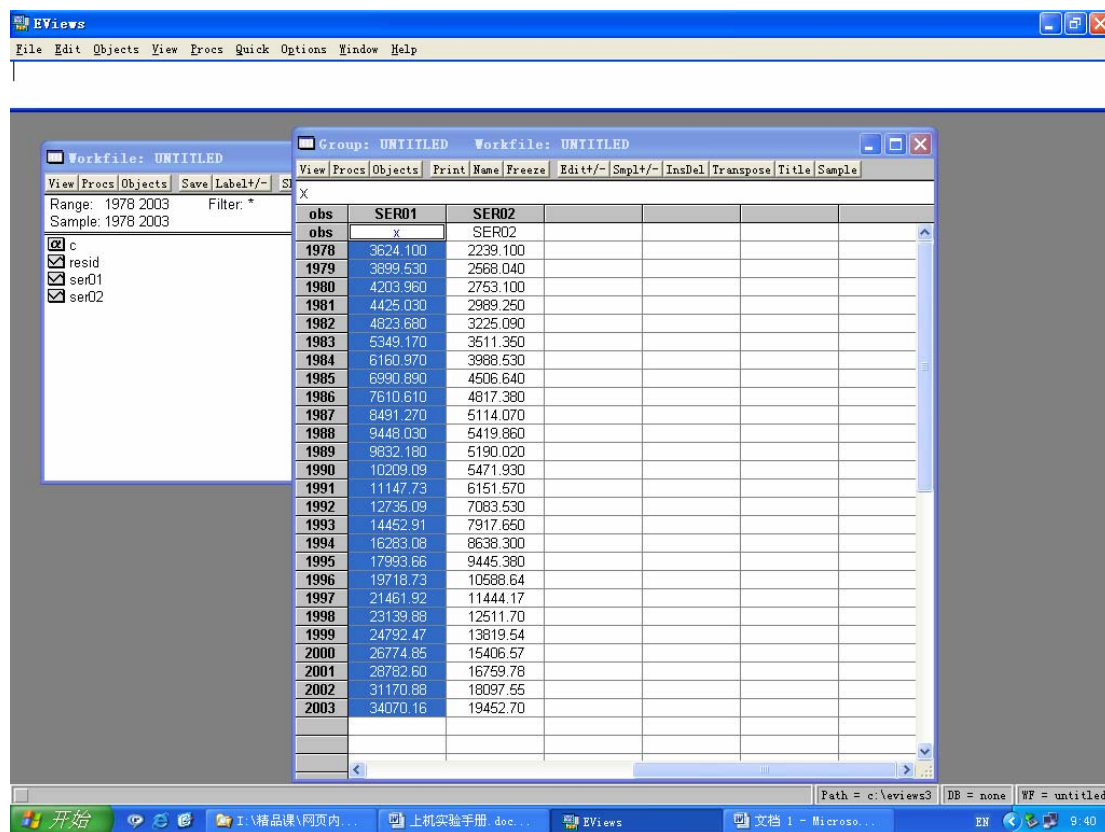 EViews
File Edit Objects View Procs Quick Options Window Help
Workfile: UNTITLED
View Procs Objects Save Label+/-
Range: 1978 2003 Filter: *
Sample: 1978 2003
c
resid
ser01
ser02
Group: UNTITLED Workfile: UNTITLED
View Procs Objects Print Name Freeze Edit+/- Smpl+/- InsDel Transpose Title Sample
X
obs SER01 SER02
obs x SER02
1978 3624.100 2239.100
1979 3899.530 2568.040
1980 4203.960 2753.100
1981 4425.030 2989.250
1982 4823.680 3225.090
1983 5349.170 3511.350
1984 6160.970 3988.530
1985 6990.890 4506.640
1986 7610.610 4817.380
1987 8491.270 5114.070
1988 9448.030 5419.860
1989 9832.180 5190.020
1990 10209.09 5471.930
1991 11147.73 6151.570
1992 12735.09 7083.530
1993 14452.91 7917.650
1994 16283.08 8638.300
1995 17993.66 9445.380
1996 19718.73 10588.64
1997 21461.92 11444.17
1998 23139.88 12511.70
1999 24792.47 13819.54
2000 26774.85 15406.57
2001 28782.60 16759.78
2002 31170.88 18097.55
2003 34070.16 19452.70
Path = c:\eviews3 DB = none WF = untitled
开始 I:\精品课\网页内... 上机实验手册.doc... EViews 文档 1 - Microso... EN 9:40